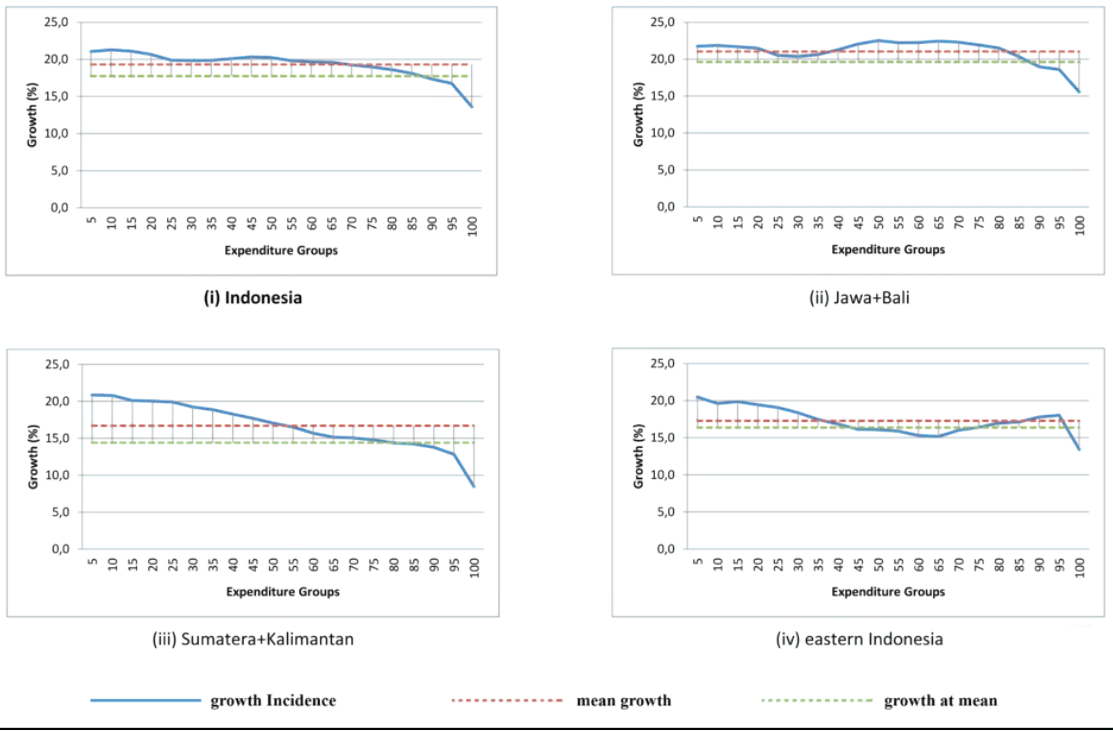 25,0
20,0
15,0
10,0
5,0
0,0
Growth (%)
5 10 15 20 25 30 35 40 45 50 55 60 65 70 75 80 85 90 95 100
Expenditure Groups
(i) Indonesia
25,0
20,0
15,0
10,0
5,0
0,0
Growth (%)
5 10 15 20 25 30 35 40 45 50 55 60 65 70 75 80 85 90 95 100
Expenditure Groups
(ii) Jawa+Bali
25,0
20,0
15,0
10,0
5,0
0,0
Growth (%)
5 10 15 20 25 30 35 40 45 50 55 60 65 70 75 80 85 90 95 100
Expenditure Groups
(iii) Sumatera+Kalimantan
25,0
20,0
15,0
10,0
5,0
0,0
Growth (%)
5 10 15 20 25 30 35 40 45 50 55 60 65 70 75 80 85 90 95 100
Expenditure Groups
(iv) eastern Indonesia
growth Incidence mean growth growth at mean